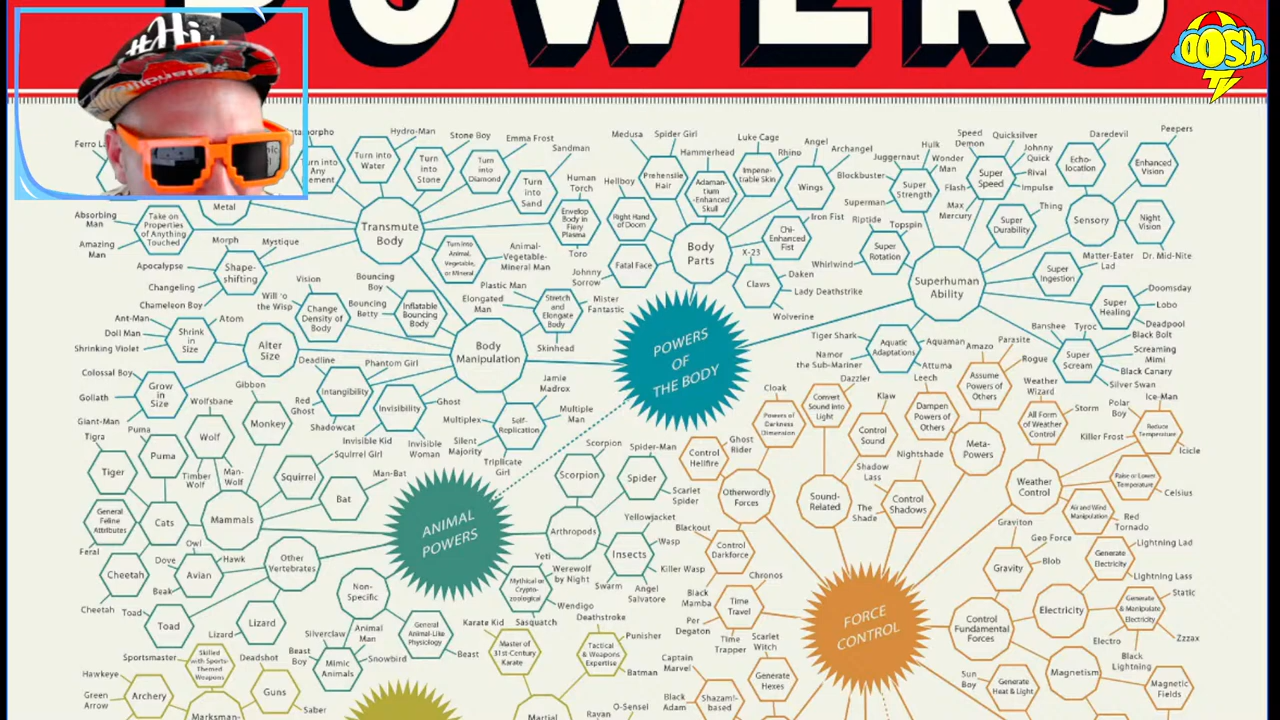 POWERS
OOSh
TV
#Hi
Ferro La
tamorpho
Hydro-Man
Stone Boy
Emma Frost
Sandman
Turn into
Water
Turn
into
Stone
Turn
into
Diamond
Turn
into
Sand
Human
Torch
Envelop
Body in
Fiery
Plasma
Toro
Metal
Absorbing
Man
Amazing
Man
Take on
Properties
of Anything
Touched
Transmute
Body
Turn into
Animal,
Vegetable,
or Mineral
Animal-
Vegetable-
Mineral Man
Morph
Mystique
Apocalypse
Changeling
Chameleon Boy
Shape-
shifting
Vision
Will 'o
the Wisp
Change
Density of
Body
Bouncing
Boy
Bouncing
Betty
Inflatable
Bouncing
Body
Plastic Man
Elongated
Man
Stretch
and
Elongate
Body
Johnny
Sorrow
Mister
Fantastic
Skinhead
Ant-Man
Doll Man
Shrinking Violet
Atom
Shrink
in
Size
Alter
Size
Body
Manipulation
Colossal Boy
Goliath
Giant-Man
Grow
in
Size
Deadline
Phantom Girl
Red
Ghost
Shadowcat
Intangibility
Invisibility
Ghost
Invisible Kid
Invisible
Woman
Jamie
Madrox
Multiplex
Silent
Majority
Triplicate
Girl
Multiple
Man
Self-
Replication
POWERS
OF
THE BODY
Medusa
Spider Girl
Hammerhead
Luke Cage
Rhino
Angel
Archangel
Hellboy
Prehensile
Hair
Adaman-
tium
-Enhanced
Skull
Impene-
trable Skin
Wings
Right Hand
of Doom
Fatal Face
Body
Parts
Chi-
Enhanced
Fist
Iron Fist
X-23
Claws
Daken
Lady Deathstrike
Wolverine
Juggernaut
Blockbuster
Superman
Hulk
Wonder
Man
Super
Strength
Speed
Demon
Quicksilver
Johnny
Quick
Rival
Impulse
Flash
Max
Mercury
Super
Speed
Thing
Super
Durability
Riptide
Topspin
Whirlwind
Super
Rotation
Superhuman
Ability
Daredevil
Peepers
Echo-
location
Enhanced
Vision
Sensory
Night
Vision
Dr. Mid-Nite
Matter-Eater
Lad
Super
Ingestion
Doomsday
Lobo
Deadpool
Super
Healing
Banshee
Tyroc
Black Bolt
Screaming
Mimi
Black Canary
Silver Swan
Super
Scream
Tiger Shark
Namor
the Sub-Mariner
Aquaman
Attuma
Aquatic
Adaptations
Gibbon
Wolfsbane
Tigra
Puma
Tiger
Puma
Wolf
Monkey
Timber
Wolf
Man-
Wolf
Squirrel
Squirrel Girl
Bat
Man-Bat
General
Feline
Attributes
Feral
Cats
Mammals
ANIMAL
POWERS
Scorpion
Scorpion
Spider-Man
Spider
Scarlet
Spider
Arthropods
Yellowjacket
Wasp
Killer Wasp
Angel
Salvatore
Swarm
Insects
Cheetah
Cheetah
Owl
Dove
Hawk
Beak
Avian
Other
Vertebrates
Toad
Toad
Lizard
Lizard
Non-
Specific
Yeti
Werewolf
by Night
Wendigo
Sasquatch
Mythical or
Crypto-
zoological
Silverclaw
Animal
Man
Beast
Boy
Snowbird
Mimic
Animals
General
Animal-Like
Physiology
Beast
Sportsmaster
Skilled
with Sports-
Themed
Weapons
Deadshot
Hawkeye
Green
Arrow
Archery
Guns
Saber
Marksman-
Karate Kid
Master of
31st-Century
Karate
Deathstroke
Tactical
& Weapons
Expertise
Punisher
Batman
Martial
O-Sensei
Ravan
Cloak
Powers of
Darkness
Dimension
Ghost
Rider
Control
Hellfire
Otherworldly
Forces
Blackout
Control
Darkforce
Dazzler
Convert
Sound into
Light
Klaw
Control
Sound
Sound-
Related
Leech
Dampen
Powers of
Others
Amazo
Parasite
Rogue
Assume
Powers of
Others
Meta-
Powers
Nightshade
Shadow
Lass
The
Shade
Control
Shadows
Weather
Wizard
All Form
of Weather
Control
Storm
Polar
Boy
Ice-Man
Killer Frost
Reduce
Temperature
Icicle
Weather
Control
Raise or Lower
Temperature
Celsius
Air and Wind
Manipulation
Red
Tornado
Chronos
Black
Mamba
Per
Degaton
Time
Trapper
Time
Travel
Scarlet
Witch
Generate
Hexes
Captain
Marvel
Black
Adam
Shazam!-
based
FORCE
CONTROL
Graviton
Geo Force
Blob
Gravity
Control
Fundamental
Forces
Lightning Lad
Generate
Electricity
Lightning Lass
Electricity
Generate
& Manipulate
Electricity
Static
Zzzax
Electro
Black
Lightning
Magnetism
Magnetic
Fields
Sun
Boy
Generate
Heat & Light